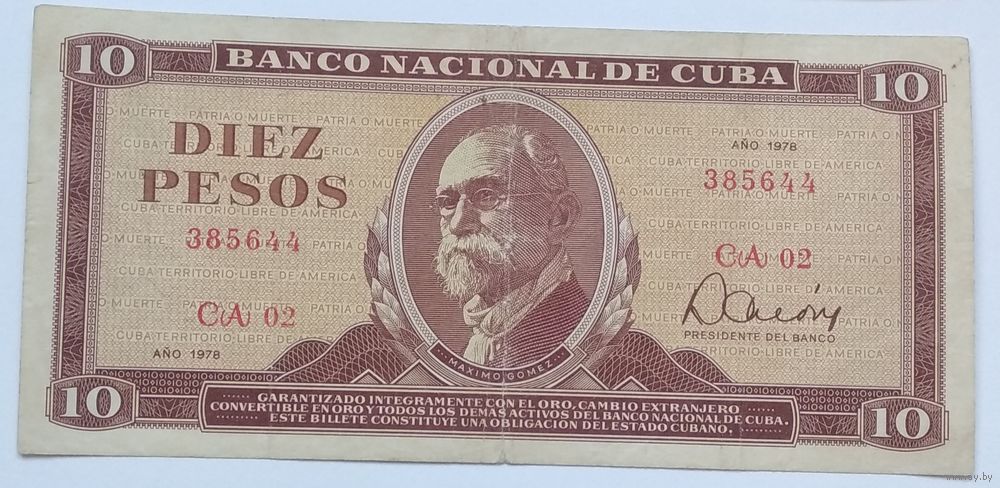 10 BANCO NACIONAL DE CUBA 10
DIEZ
PESOS
AÑO 1978
385644
385644
CA 02
CA 02
PRESIDENTE DEL BANCO
AÑO 1978
MAXIMO GOMEZ
PATRIA O MUERTE
CUBA TERRITORIO LIBRE DE AMERICA
10 10
GARANTIZADO INTEGRAMENTE CON EL ORO, CAMBIO EXTRANJERO
CONVERTIBLE EN ORO Y TODOS LOS DEMAS ACTIVOS DEL BANCO NACIONAL DE CUBA.
ESTE BILLETE CONSTITUYE UNA OBLIGACION DEL ESTADO CUBANO.
www.ay.by